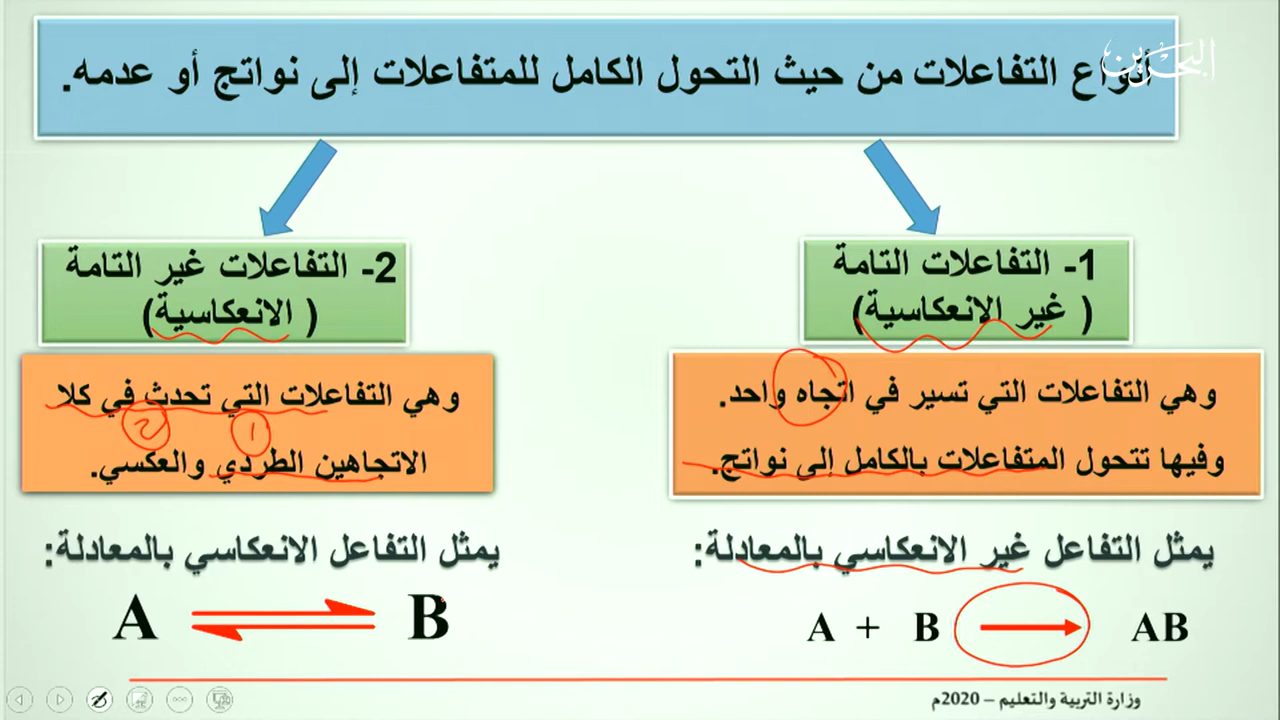 أنواع التفاعلات من حيث التحول الكامل للمتفاعلات إلى نواتج أو عدمه.
البحرين
1- التفاعلات التامة
( غير الانعكاسية)
وهي التفاعلات التي تسير في اتجاه واحد.
وفيها تتحول المتفاعلات بالكامل إلى نواتج.
يمثل التفاعل غير الانعكاسي بالمعادلة:
A + B → AB
2- التفاعلات غير التامة
( الانعكاسية)
وهي التفاعلات التي تحدث في كلا
2 1
الاتجاهين الطردي والعكسي.
يمثل التفاعل الانعكاسي بالمعادلة:
A ⇌ B
وزارة التربية والتعليم – 2020م